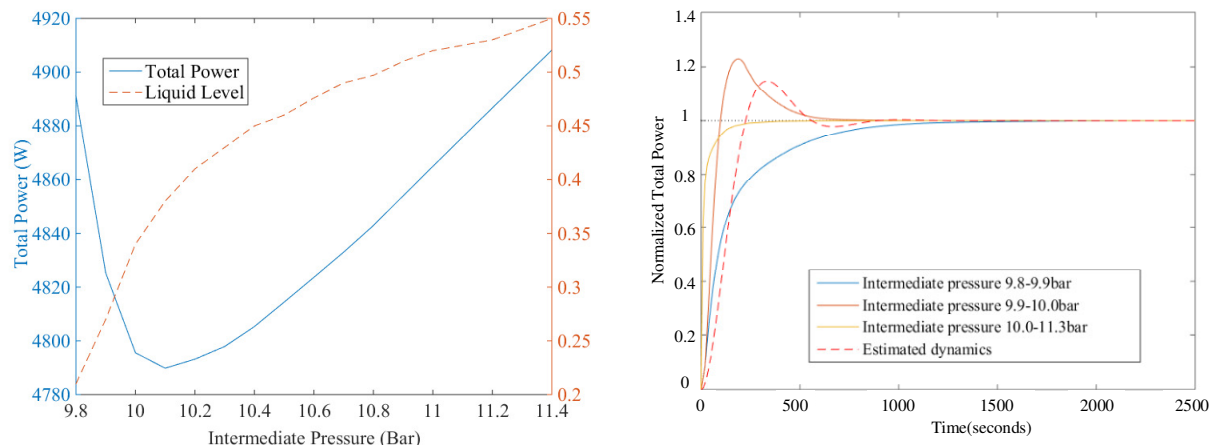 4920
4900
4880
4860
4840
4820
4800
4780
Total Power (W)
Total Power
Liquid Level
0.55
0.5
0.45
0.4
0.35
0.3
0.25
0.2
9.8 10 10.2 10.4 10.6 10.8 11 11.2 11.4
Intermediate Pressure (Bar)
1.4
1.2
1
0.8
0.6
0.4
0.2
0
Normalized Total Power
Intermediate pressure 9.8-9.9bar
Intermediate pressure 9.9-10.0bar
Intermediate pressure 10.0-11.3bar
Estimated dynamics
0 500 1000 1500 2000 2500
Time(seconds)